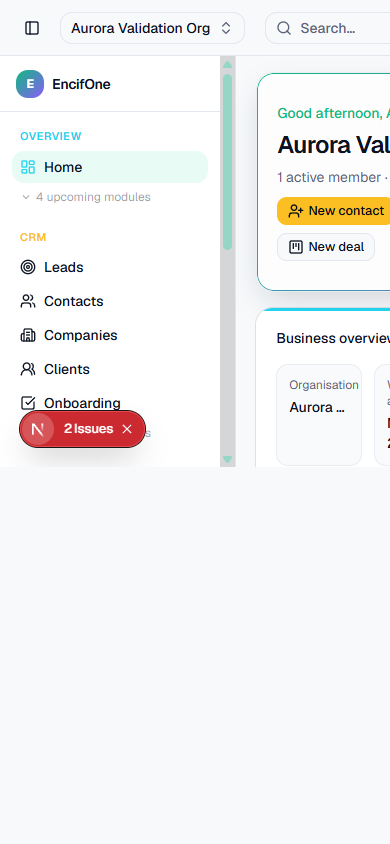 Aurora Validation Org
Search...
E
EncifOne
OVERVIEW
Home
4 upcoming modules
CRM
Leads
Contacts
Companies
Clients
Onboarding
N
2 Issues
Good afternoon,
Aurora Val
1 active member ·
New contact
New deal
Business overview
Organisation
Aurora ...